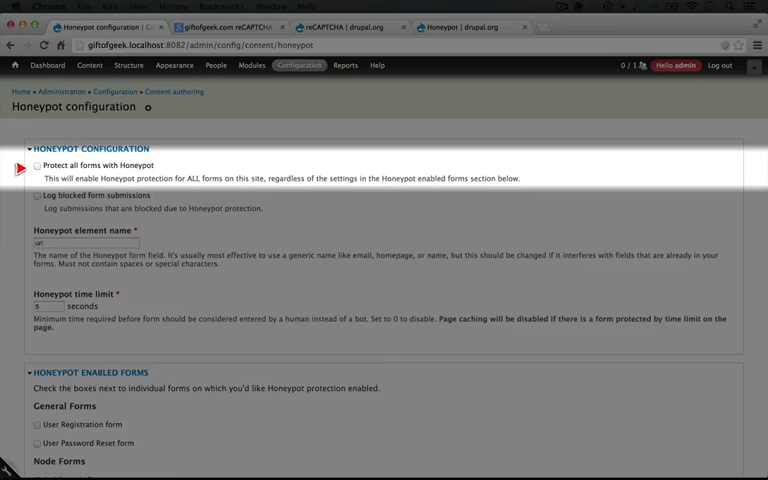 Chrome File Edit View History Bookmarks Window Help
Honeypot configuration | G
giftofgeek.com reCAPTCHA
reCAPTCHA | drupal.org
Honeypot | drupal.org
giftofgeek.localhost:8082/admin/config/content/honeypot
Dashboard Content Structure Appearance People Modules Configuration Reports Help 0 / 1 Hello admin Log out
Home » Administration » Configuration » Content authoring
Honeypot configuration
HONEYPOT CONFIGURATION
Protect all forms with Honeypot
This will enable Honeypot protection for ALL forms on this site, regardless of the settings in the Honeypot enabled forms section below.
Log blocked form submissions
Log submissions that are blocked due to Honeypot protection.
Honeypot element name *
url
The name of the Honeypot form field. It's usually most effective to use a generic name like email, homepage, or name, but this should be changed if it interferes with fields that are already in your
forms. Must not contain spaces or special characters.
Honeypot time limit *
5 seconds
Minimum time required before form should be considered entered by a human instead of a bot. Set to 0 to disable. Page caching will be disabled if there is a form protected by time limit on the
page.
HONEYPOT ENABLED FORMS
Check the boxes next to individual forms on which you'd like Honeypot protection enabled.
General Forms
User Registration form
User Password Reset form
Node Forms